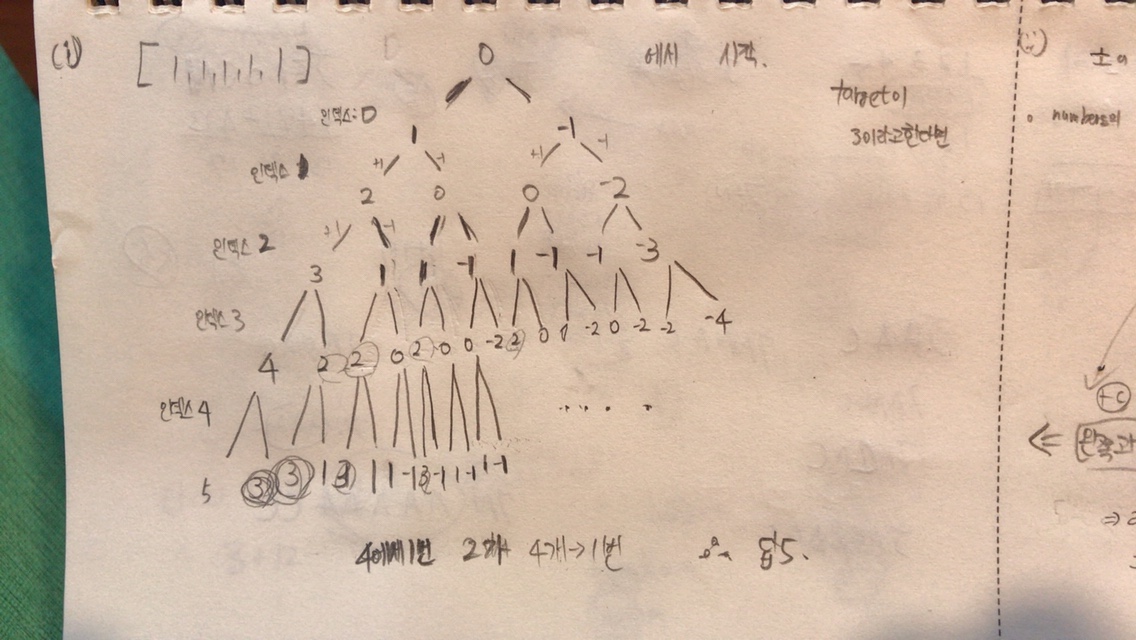 (i) [1,1,1,1,1] 0 에서 시작.
target이
3이라고한다면
인덱스:0
1 -1
+1 -1 +1 -1
인덱스 1
2 0 0 -2
+1 -1
인덱스 2
3 1 1 -1 1 -1 -1 -3
인덱스 3
4 2 2 0 2 0 0 -2 2 0 0 -2 0 -2 -2 -4
인덱스 4
.....
5 3 3 1 3 1 1 -1 3 -1 1 -1 1 -1
4에서1번 2개 4개→1번 ∴ 답5.
(ii)
±의
numbers의
+c
⇐ 왼쪽과
⇒